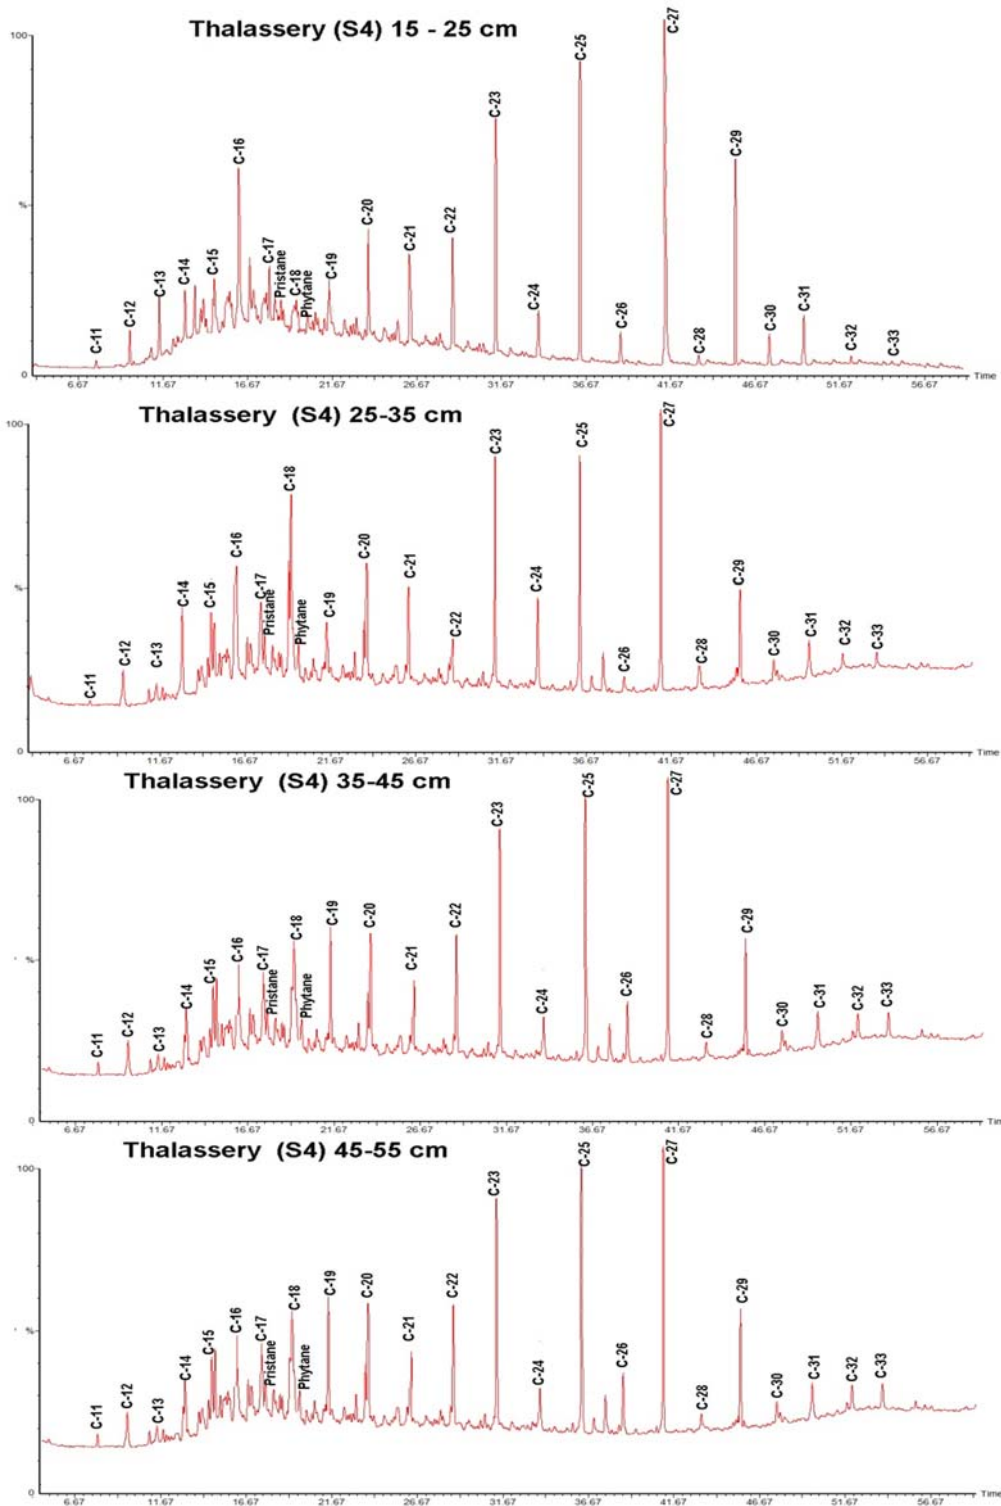 Thalassery (S4) 15 - 25 cm
100
%
0
C-11
C-12
C-13
C-14
C-15
C-16
C-17
Pristane
C-18
Phytane
C-19
C-20
C-21
C-22
C-23
C-24
C-25
C-26
C-27
C-28
C-29
C-30
C-31
C-32
C-33
6.67 11.67 16.67 21.67 26.67 31.67 36.67 41.67 46.67 51.67 56.67 Time
Thalassery (S4) 25-35 cm
100
%
0
C-11
C-12
C-13
C-14
C-15
C-16
C-17
Pristane
C-18
Phytane
C-19
C-20
C-21
C-22
C-23
C-24
C-25
C-26
C-27
C-28
C-29
C-30
C-31
C-32
C-33
6.67 11.67 16.67 21.67 26.67 31.67 36.67 41.67 46.67 51.67 56.67 Time
Thalassery (S4) 35-45 cm
100
%
0
C-11
C-12
C-13
C-14
C-15
C-16
C-17
Pristane
C-18
Phytane
C-19
C-20
C-21
C-22
C-23
C-24
C-25
C-26
C-27
C-28
C-29
C-30
C-31
C-32
C-33
6.67 11.67 16.67 21.67 26.67 31.67 36.67 41.67 46.67 51.67 56.67 Time
Thalassery (S4) 45-55 cm
100
%
0
C-11
C-12
C-13
C-14
C-15
C-16
C-17
Pristane
C-18
Phytane
C-19
C-20
C-21
C-22
C-23
C-24
C-25
C-26
C-27
C-28
C-29
C-30
C-31
C-32
C-33
6.67 11.67 16.67 21.67 26.67 31.67 36.67 41.67 46.67 51.67 56.67 Time